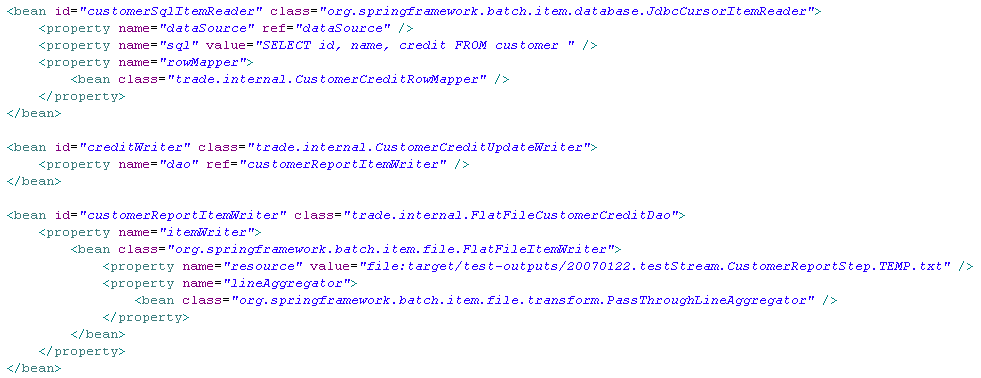 <bean id="customerSqlItemReader" class="org.springframework.batch.item.database.JdbcCursorItemReader">
    <property name="dataSource" ref="dataSource" />
    <property name="sql" value="SELECT id, name, credit FROM customer " />
    <property name="rowMapper">
        <bean class="trade.internal.CustomerCreditRowMapper" />
    </property>
</bean>

<bean id="creditWriter" class="trade.internal.CustomerCreditUpdateWriter">
    <property name="dao" ref="customerReportItemWriter" />
</bean>

<bean id="customerReportItemWriter" class="trade.internal.FlatFileCustomerCreditDao">
    <property name="itemWriter">
        <bean class="org.springframework.batch.item.file.FlatFileItemWriter">
            <property name="resource" value="file:target/test-outputs/20070122.testStream.CustomerReportStep.TEMP.txt" />
            <property name="lineAggregator">
                <bean class="org.springframework.batch.item.file.transform.PassThroughLineAggregator" />
            </property>
        </bean>
    </property>
</bean>